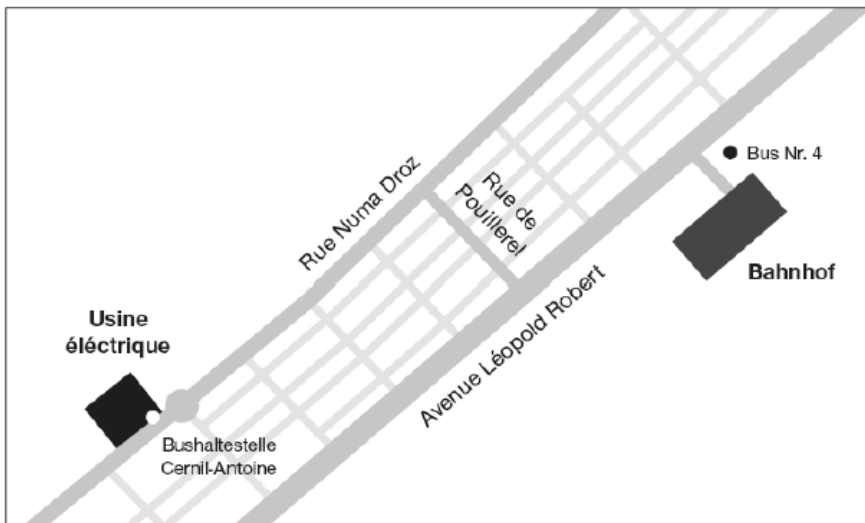 Bus Nr. 4
Rue Numa Droz
Rue de
Pouillerel
Bahnhof
Avenue Léopold Robert
Usine
éléctrique
Bushaltestelle
Cernil-Antoine